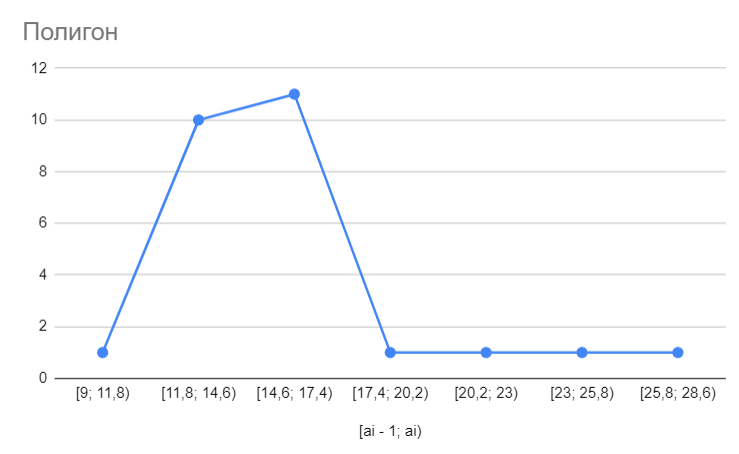 Полигон
12
10
8
6
4
2
0
[9; 11,8) [11,8; 14,6) [14,6; 17,4) [17,4; 20,2) [20,2; 23) [23; 25,8) [25,8; 28,6)
[ai - 1; ai)